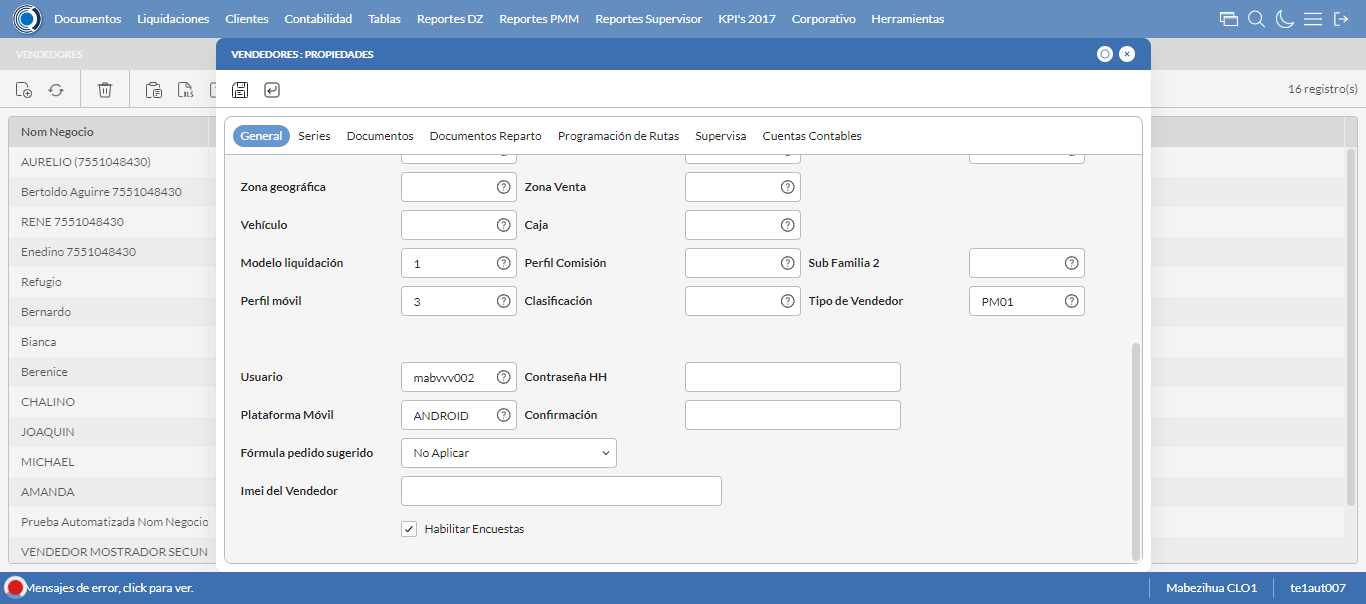 Documentos Liquidaciones Clientes Contabilidad Tablas Reportes DZ Reportes PMM Reportes Supervisor KPI's 2017 Corporativo Herramientas
VENDEDORES
VENDEDORES : PROPIEDADES
XLS
16 registro(s)
Nom Negocio
AURELIO (7551048430)
Bertoldo Aguirre 7551048430
RENE 7551048430
Enedino 7551048430
Refugio
Bernardo
Bianca
Berenice
CHALINO
JOAQUIN
MICHAEL
AMANDA
Prueba Automatizada Nom Negocio
VENDEDOR MOSTRADOR SECUN
General Series Documentos Documentos Reparto Programación de Rutas Supervisa Cuentas Contables
Zona geográfica Zona Venta
Vehículo Caja
Modelo liquidación 1 Perfil Comisión Sub Familia 2
Perfil móvil 3 Clasificación Tipo de Vendedor PM01
Usuario mabvvv002 Contraseña HH
Plataforma Móvil ANDROID Confirmación
Fórmula pedido sugerido No Aplicar
Imei del Vendedor
Habilitar Encuestas
Mensajes de error, click para ver. Mabezihua CLO1 te1aut007